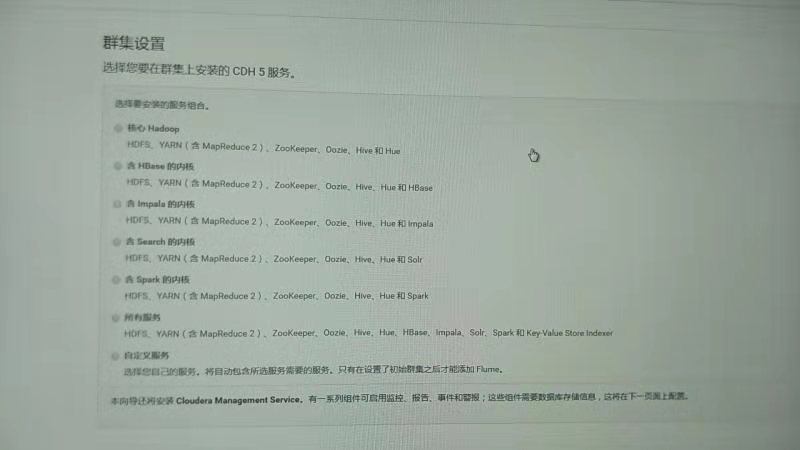 群集设置
选择您要在群集上安装的 CDH 5 服务。
选择要安装的服务组合。
核心 Hadoop
HDFS、YARN（含 MapReduce 2）、ZooKeeper、Oozie、Hive 和 Hue
含 HBase 的内核
HDFS、YARN（含 MapReduce 2）、ZooKeeper、Oozie、Hive、Hue 和 HBase
含 Impala 的内核
HDFS、YARN（含 MapReduce 2）、ZooKeeper、Oozie、Hive、Hue 和 Impala
含 Search 的内核
HDFS、YARN（含 MapReduce 2）、ZooKeeper、Oozie、Hive、Hue 和 Solr
含 Spark 的内核
HDFS、YARN（含 MapReduce 2）、ZooKeeper、Oozie、Hive、Hue 和 Spark
所有服务
HDFS、YARN（含 MapReduce 2）、ZooKeeper、Oozie、Hive、Hue、HBase、Impala、Solr、Spark 和 Key-Value Store Indexer
自定义服务
选择您自己的服务。将自动包含所选服务需要的服务。只有在设置了初始群集之后才能添加 Flume。
本向导还将安装 Cloudera Management Service。有一系列组件可启用监控、报告、事件和警报；这些组件需要数据库存储信息，这将在下一页面上配置。